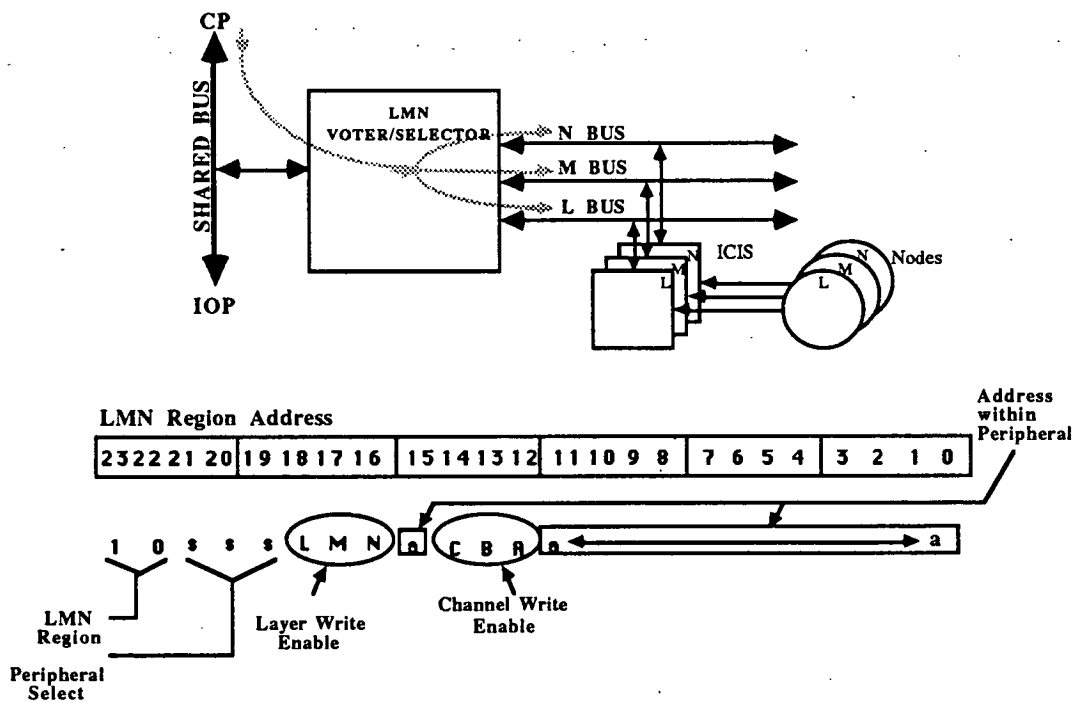 CP
SHARED BUS
IOP
LMN
VOTER/SELECTOR
N BUS
M BUS
L BUS
ICIS
N
M
L
N
M
L
Nodes
Address
within
Peripheral
LMN Region Address
23 22 21 20 19 18 17 16 15 14 13 12 11 10 9 8 7 6 5 4 3 2 1 0
1 0 s s s L M N a C B A a a
LMN
Region
Layer Write
Enable
Channel Write
Enable
Peripheral
Select